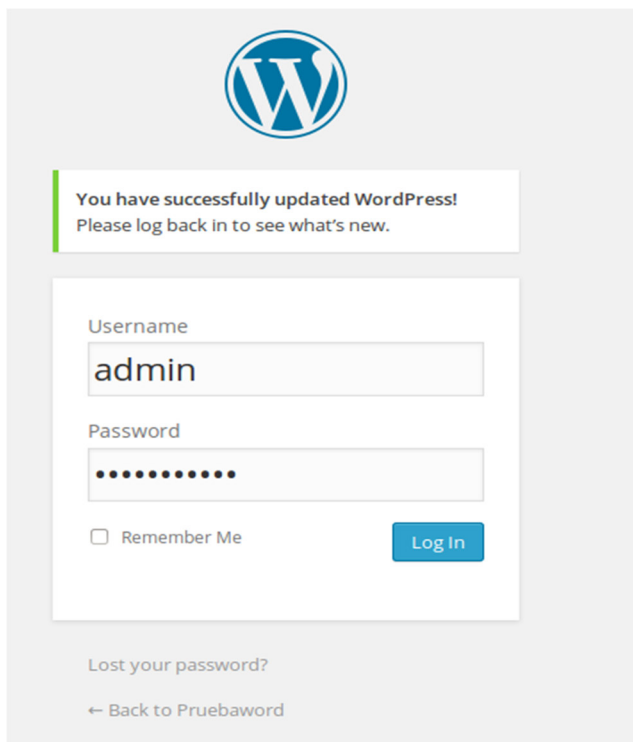 You have successfully updated WordPress!
Please log back in to see what's new.
Username
admin
Password
•••••••••••
Remember Me
Log In
Lost your password?
← Back to Pruebaword